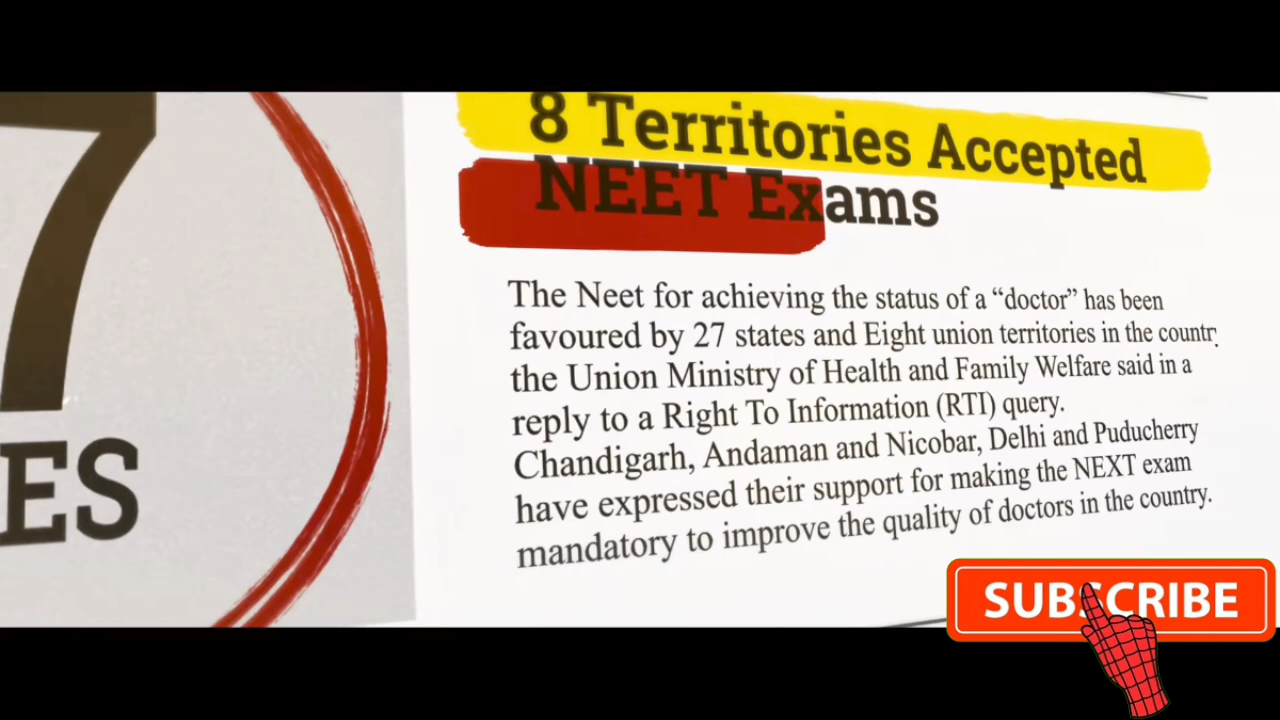 7
ES
8 Territories Accepted
NEET Exams
The Neet for achieving the status of a “doctor” has been
favoured by 27 states and Eight union territories in the countr
the Union Ministry of Health and Family Welfare said in a
reply to a Right To Information (RTI) query.
Chandigarh, Andaman and Nicobar, Delhi and Puducherry
have expressed their support for making the NEXT exam
mandatory to improve the quality of doctors in the country.
SUBSCRIBE